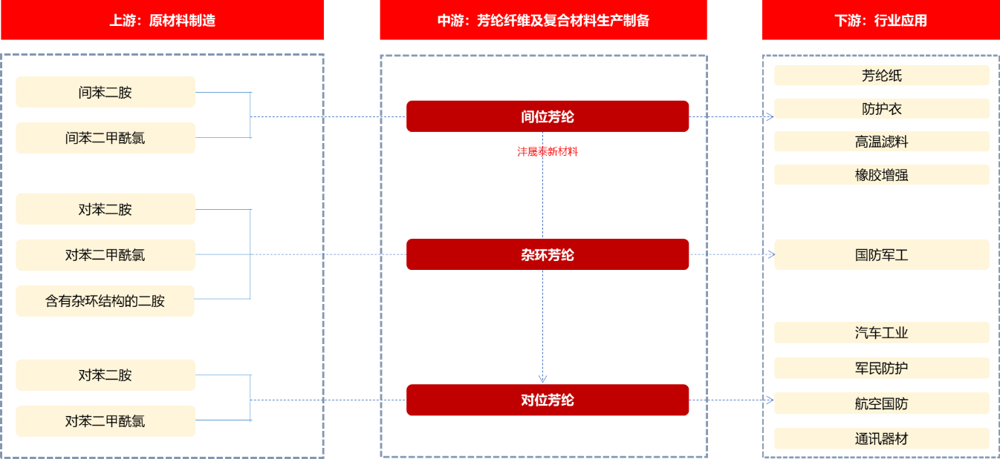 上游：原材料制造
中游：芳纶纤维及复合材料生产制备
下游：行业应用
间苯二胺
间苯二甲酰氯
对苯二胺
对苯二甲酰氯
含有杂环结构的二胺
对苯二胺
对苯二甲酰氯
间位芳纶
沣晟泰新材料
杂环芳纶
对位芳纶
芳纶纸
防护衣
高温滤料
橡胶增强
国防军工
汽车工业
军民防护
航空国防
通讯器材